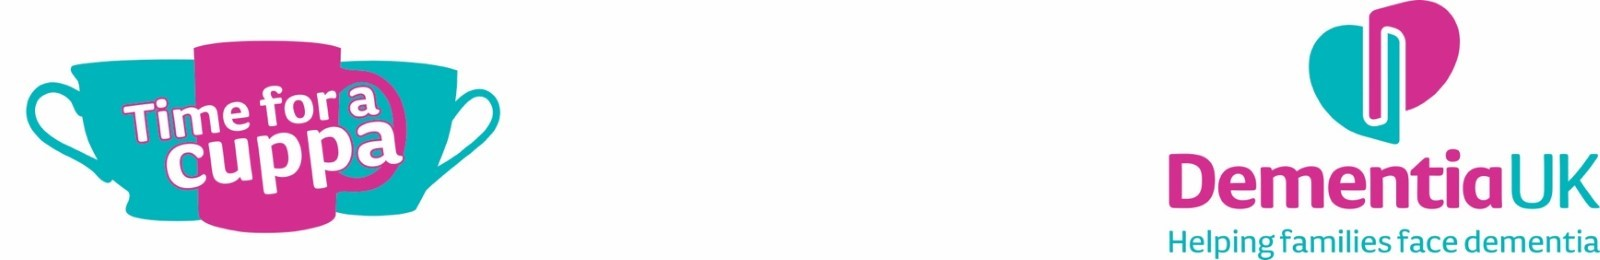 Time for a
cuppa
DementiaUK
Helping families face dementia